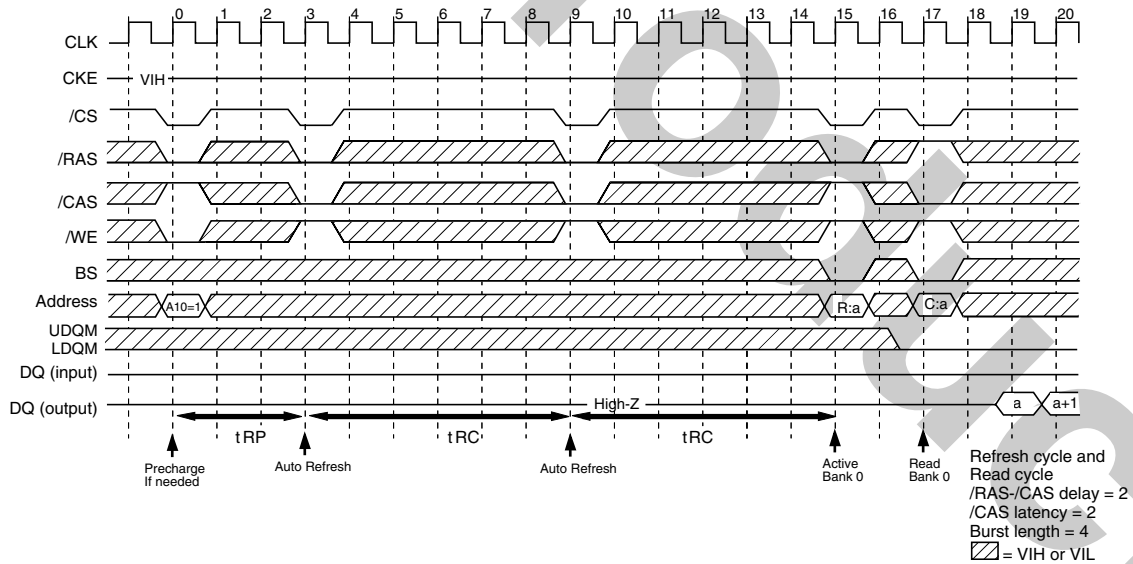 0 1 2 3 4 5 6 7 8 9 10 11 12 13 14 15 16 17 18 19 20
CLK
CKE VIH
/CS
/RAS
/CAS
/WE
BS
Address A10=1 R:a C:a
UDQM
LDQM
DQ (input)
DQ (output) High-Z a a+1
tRP tRC tRC
Precharge
If needed
Auto Refresh
Auto Refresh
Active
Bank 0
Read
Bank 0
Refresh cycle and
Read cycle
/RAS-/CAS delay = 2
/CAS latency = 2
Burst length = 4
= VIH or VIL